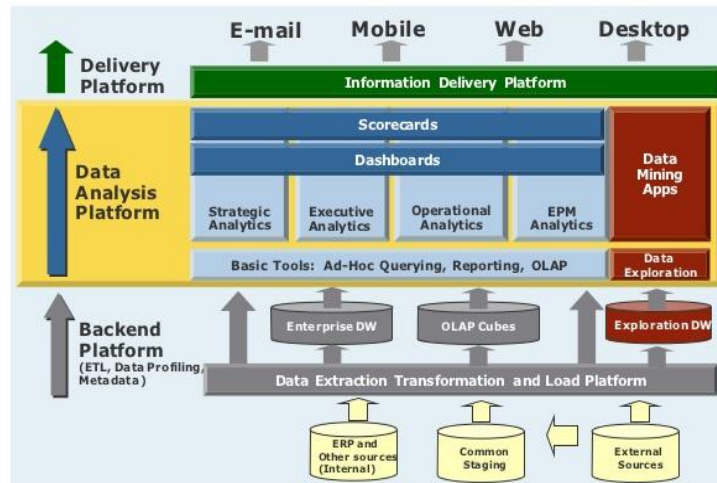 E-mail Mobile Web Desktop
Delivery
Platform
Information Delivery Platform
Data
Analysis
Platform
Scorecards
Dashboards
Strategic
Analytics
Executive
Analytics
Operational
Analytics
EPM
Analytics
Data
Mining
Apps
Basic Tools: Ad-Hoc Querying, Reporting, OLAP
Data
Exploration
Backend
Platform
(ETL, Data Profiling,
Metadata)
Enterprise DW
OLAP Cubes
Exploration DW
Data Extraction Transformation and Load Platform
ERP and
Other sources
(Internal)
Common
Staging
External
Sources